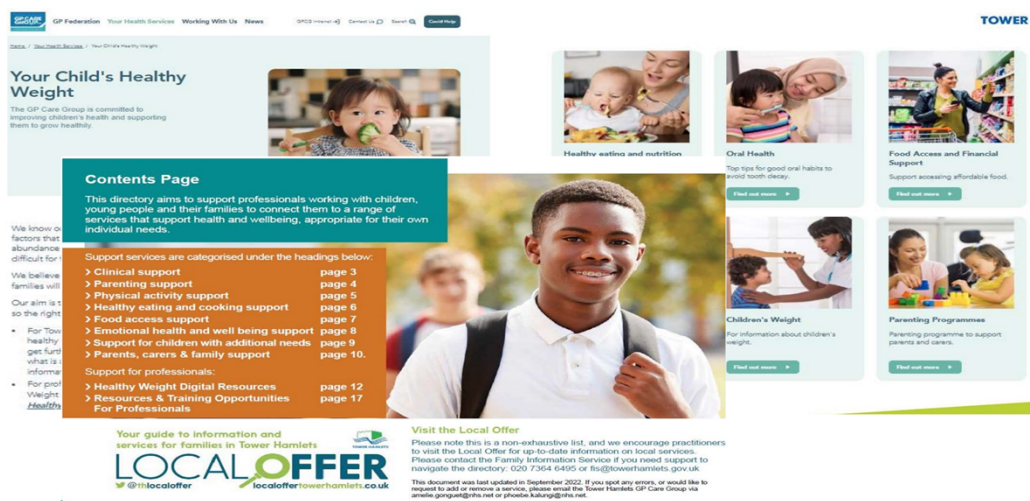 GP CARE
GROUP
GP Federation Your Health Services Working With Us News
GPCG Intranet Contact Us Search Covid Help
TOWER
Home / Your Health Services / Your Child's Healthy Weight
Your Child's Healthy
Weight
The GP Care Group is committed to
improving children's health and supporting
them to grow healthily.
We know
factors that
abundance
difficult for
We believe
families will
Our aim is t
so the right
• For Tow
healthy
get furt
what is i
informa
• For prof
Weight
Healthy
Contents Page
This directory aims to support professionals working with children,
young people and their families to connect them to a range of
services that support health and wellbeing, appropriate for their own
individual needs.
Support services are categorised under the headings below:
> Clinical support page 3
> Parenting support page 4
> Physical activity support page 5
> Healthy eating and cooking support page 6
> Food access support page 7
> Emotional health and well being support page 8
> Support for children with additional needs page 9
> Parents, carers & family support page 10.
Support for professionals:
> Healthy Weight Digital Resources page 12
> Resources & Training Opportunities page 17
For Professionals
Healthy eating and nutrition
Oral Health
Top tips for good oral habits to
avoid tooth decay.
Find out more
Food Access and Financial
Support
Support accessing affordable food.
Find out more
Children's Weight
For information about children's
weight.
Find out more
Parenting Programmes
Parenting programme to support
parents and carers.
Find out more
Your guide to information and
services for families in Tower Hamlets
TOWER HAMLETS
LOCAL OFFER
@thlocaloffer localoffertowerhamlets.co.uk
Visit the Local Offer
Please note this is a non-exhaustive list, and we encourage practitioners
to visit the Local Offer for up-to-date information on local services.
Please contact the Family Information Service if you need support to
navigate the directory: 020 7364 6495 or fis@towerhamlets.gov.uk
This document was last updated in September 2022. If you spot any errors, or would like to
request to add or remove a service, please email the Tower Hamlets GP Care Group via
amelie.gonguet@nhs.net or phoebe.kalungi@nhs.net.